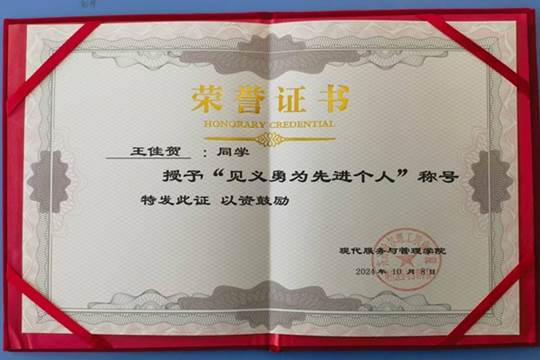 荣誉证书
HONORARY CREDENTIAL
王佳贺：同学
授予“见义勇为先进个人”称号
特发此证 以资鼓励
现代服务与管理学院
2024年10月8日